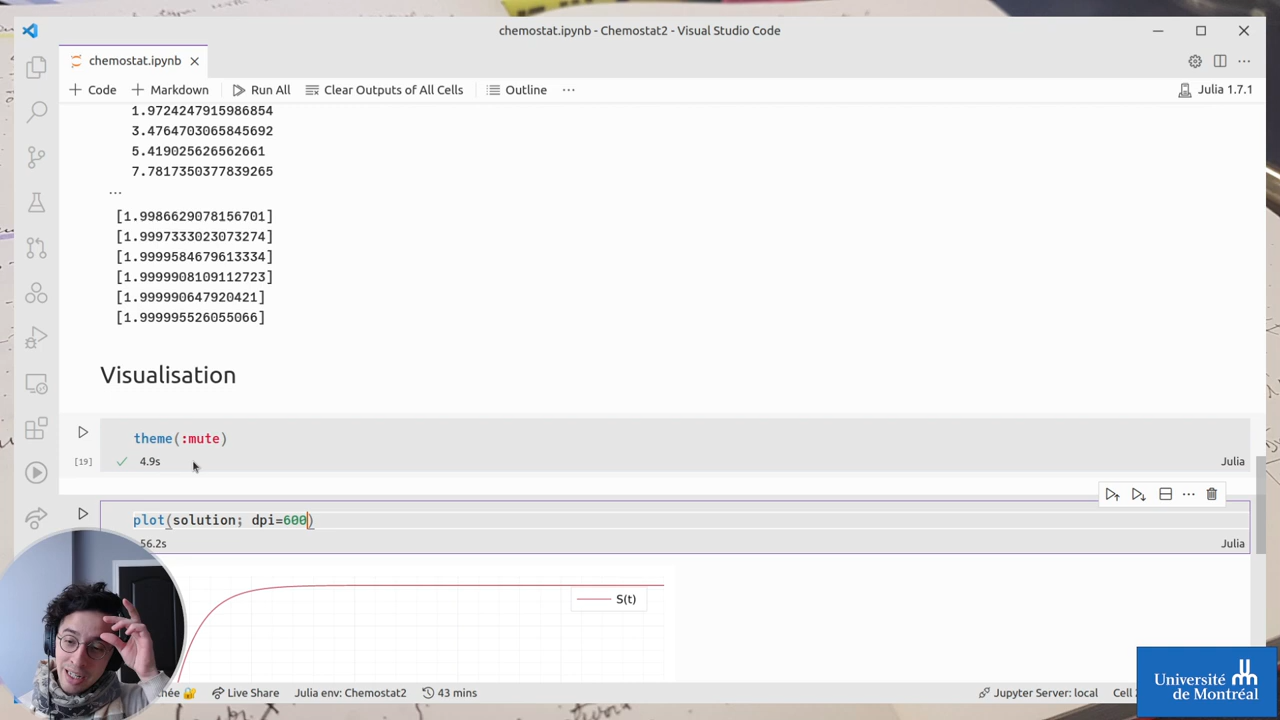 chemostat.ipynb - Chemostat2 - Visual Studio Code
chemostat.ipynb
Code
Markdown
Run All
Clear Outputs of All Cells
Outline
Julia 1.7.1
1.9724247915986854
3.4764703065845692
5.419025626562661
7.7817350377839265
...
[1.9986629078156701]
[1.9997333023073274]
[1.9999584679613334]
[1.9999908109112723]
[1.999990647920421]
[1.999995526055066]
Visualisation
theme(:mute)
[19]
4.9s
Julia
plot(solution; dpi=600)
56.2s
Julia
S(t)
Live Share
Julia env: Chemostat2
43 mins
Jupyter Server: local
Cell
Université
de Montréal